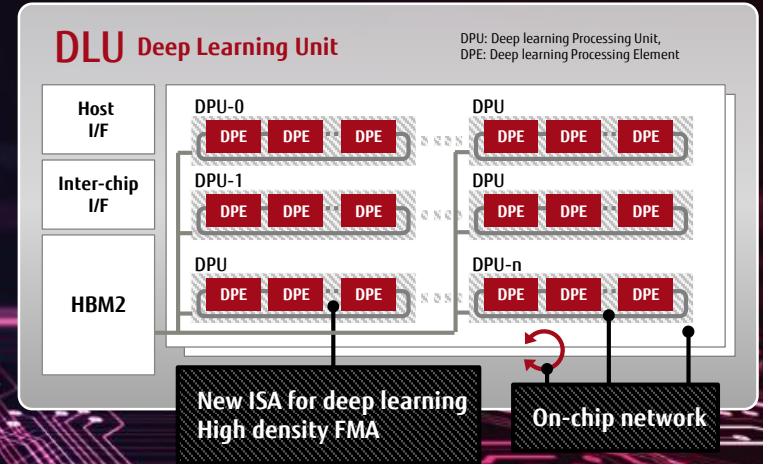 DLU Deep Learning Unit
DPU: Deep learning Processing Unit,
DPE: Deep learning Processing Element
Host
I/F
Inter-chip
I/F
HBM2
DPU-0
DPE DPE DPE
DPU
DPE DPE DPE
DPU-1
DPE DPE DPE
DPU
DPE DPE DPE
DPU
DPE DPE DPE
DPU-n
DPE DPE DPE
New ISA for deep learning
High density FMA
On-chip network